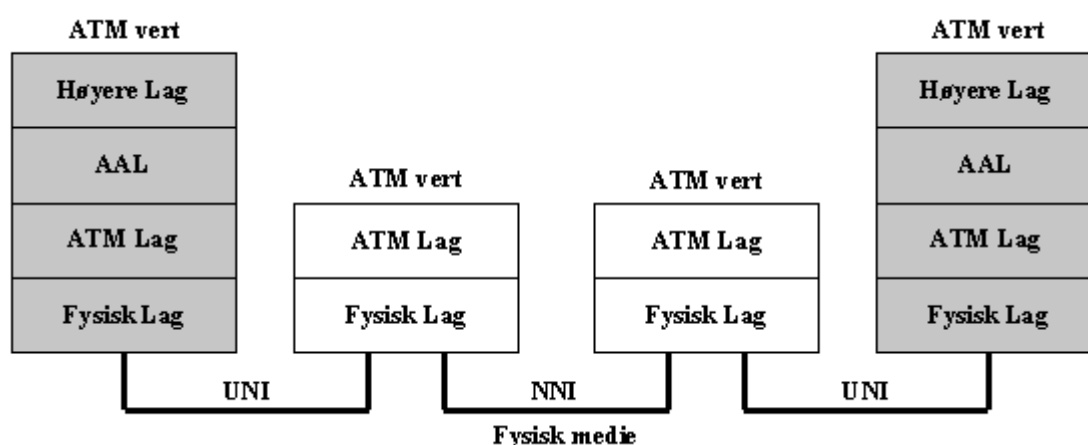 ATM vert
Høyere Lag
AAL
ATM Lag
Fysisk Lag
ATM vert
ATM Lag
Fysisk Lag
ATM vert
ATM Lag
Fysisk Lag
ATM vert
Høyere Lag
AAL
ATM Lag
Fysisk Lag
UNI
NNI
UNI
Fysisk medie